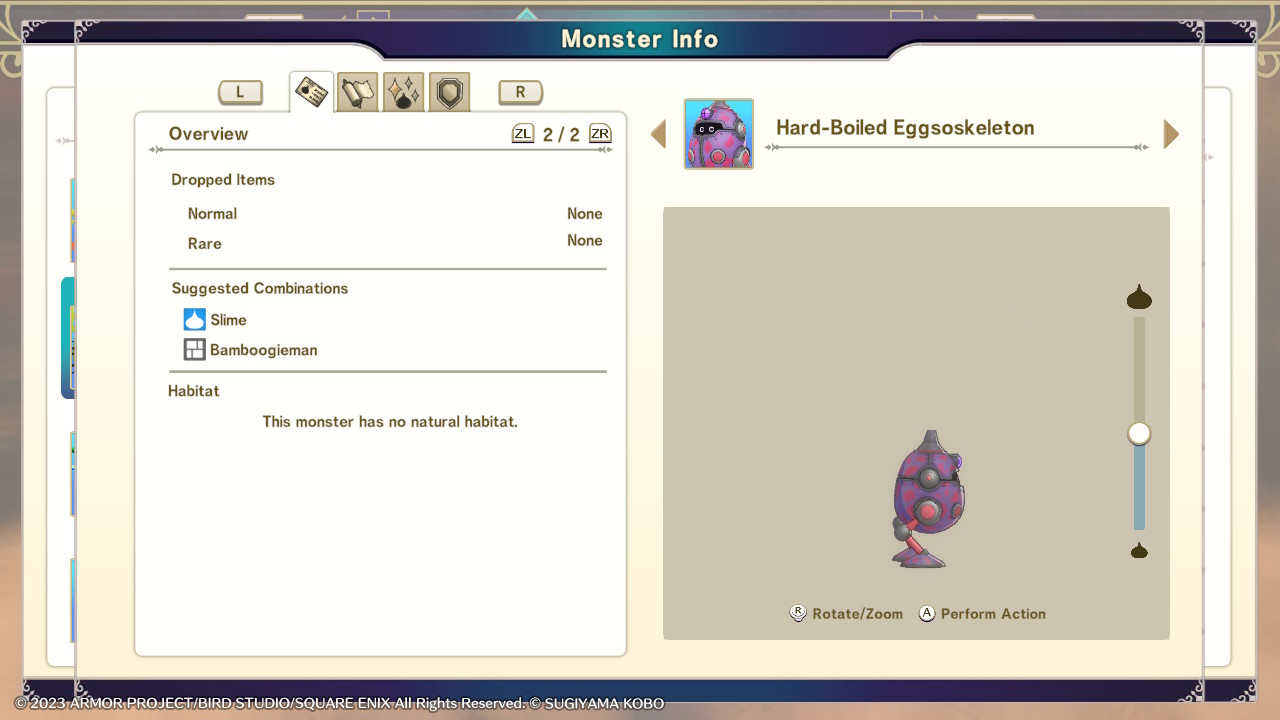 Monster Info
L
R
Overview
ZL 2 / 2 ZR
Dropped Items
Normal None
Rare None
Suggested Combinations
Slime
Bamboogieman
Habitat
This monster has no natural habitat.
Hard-Boiled Eggsoskeleton
R Rotate/Zoom A Perform Action
© 2023 ARMOR PROJECT/BIRD STUDIO/SQUARE ENIX All Rights Reserved. © SUGIYAMA KOBO